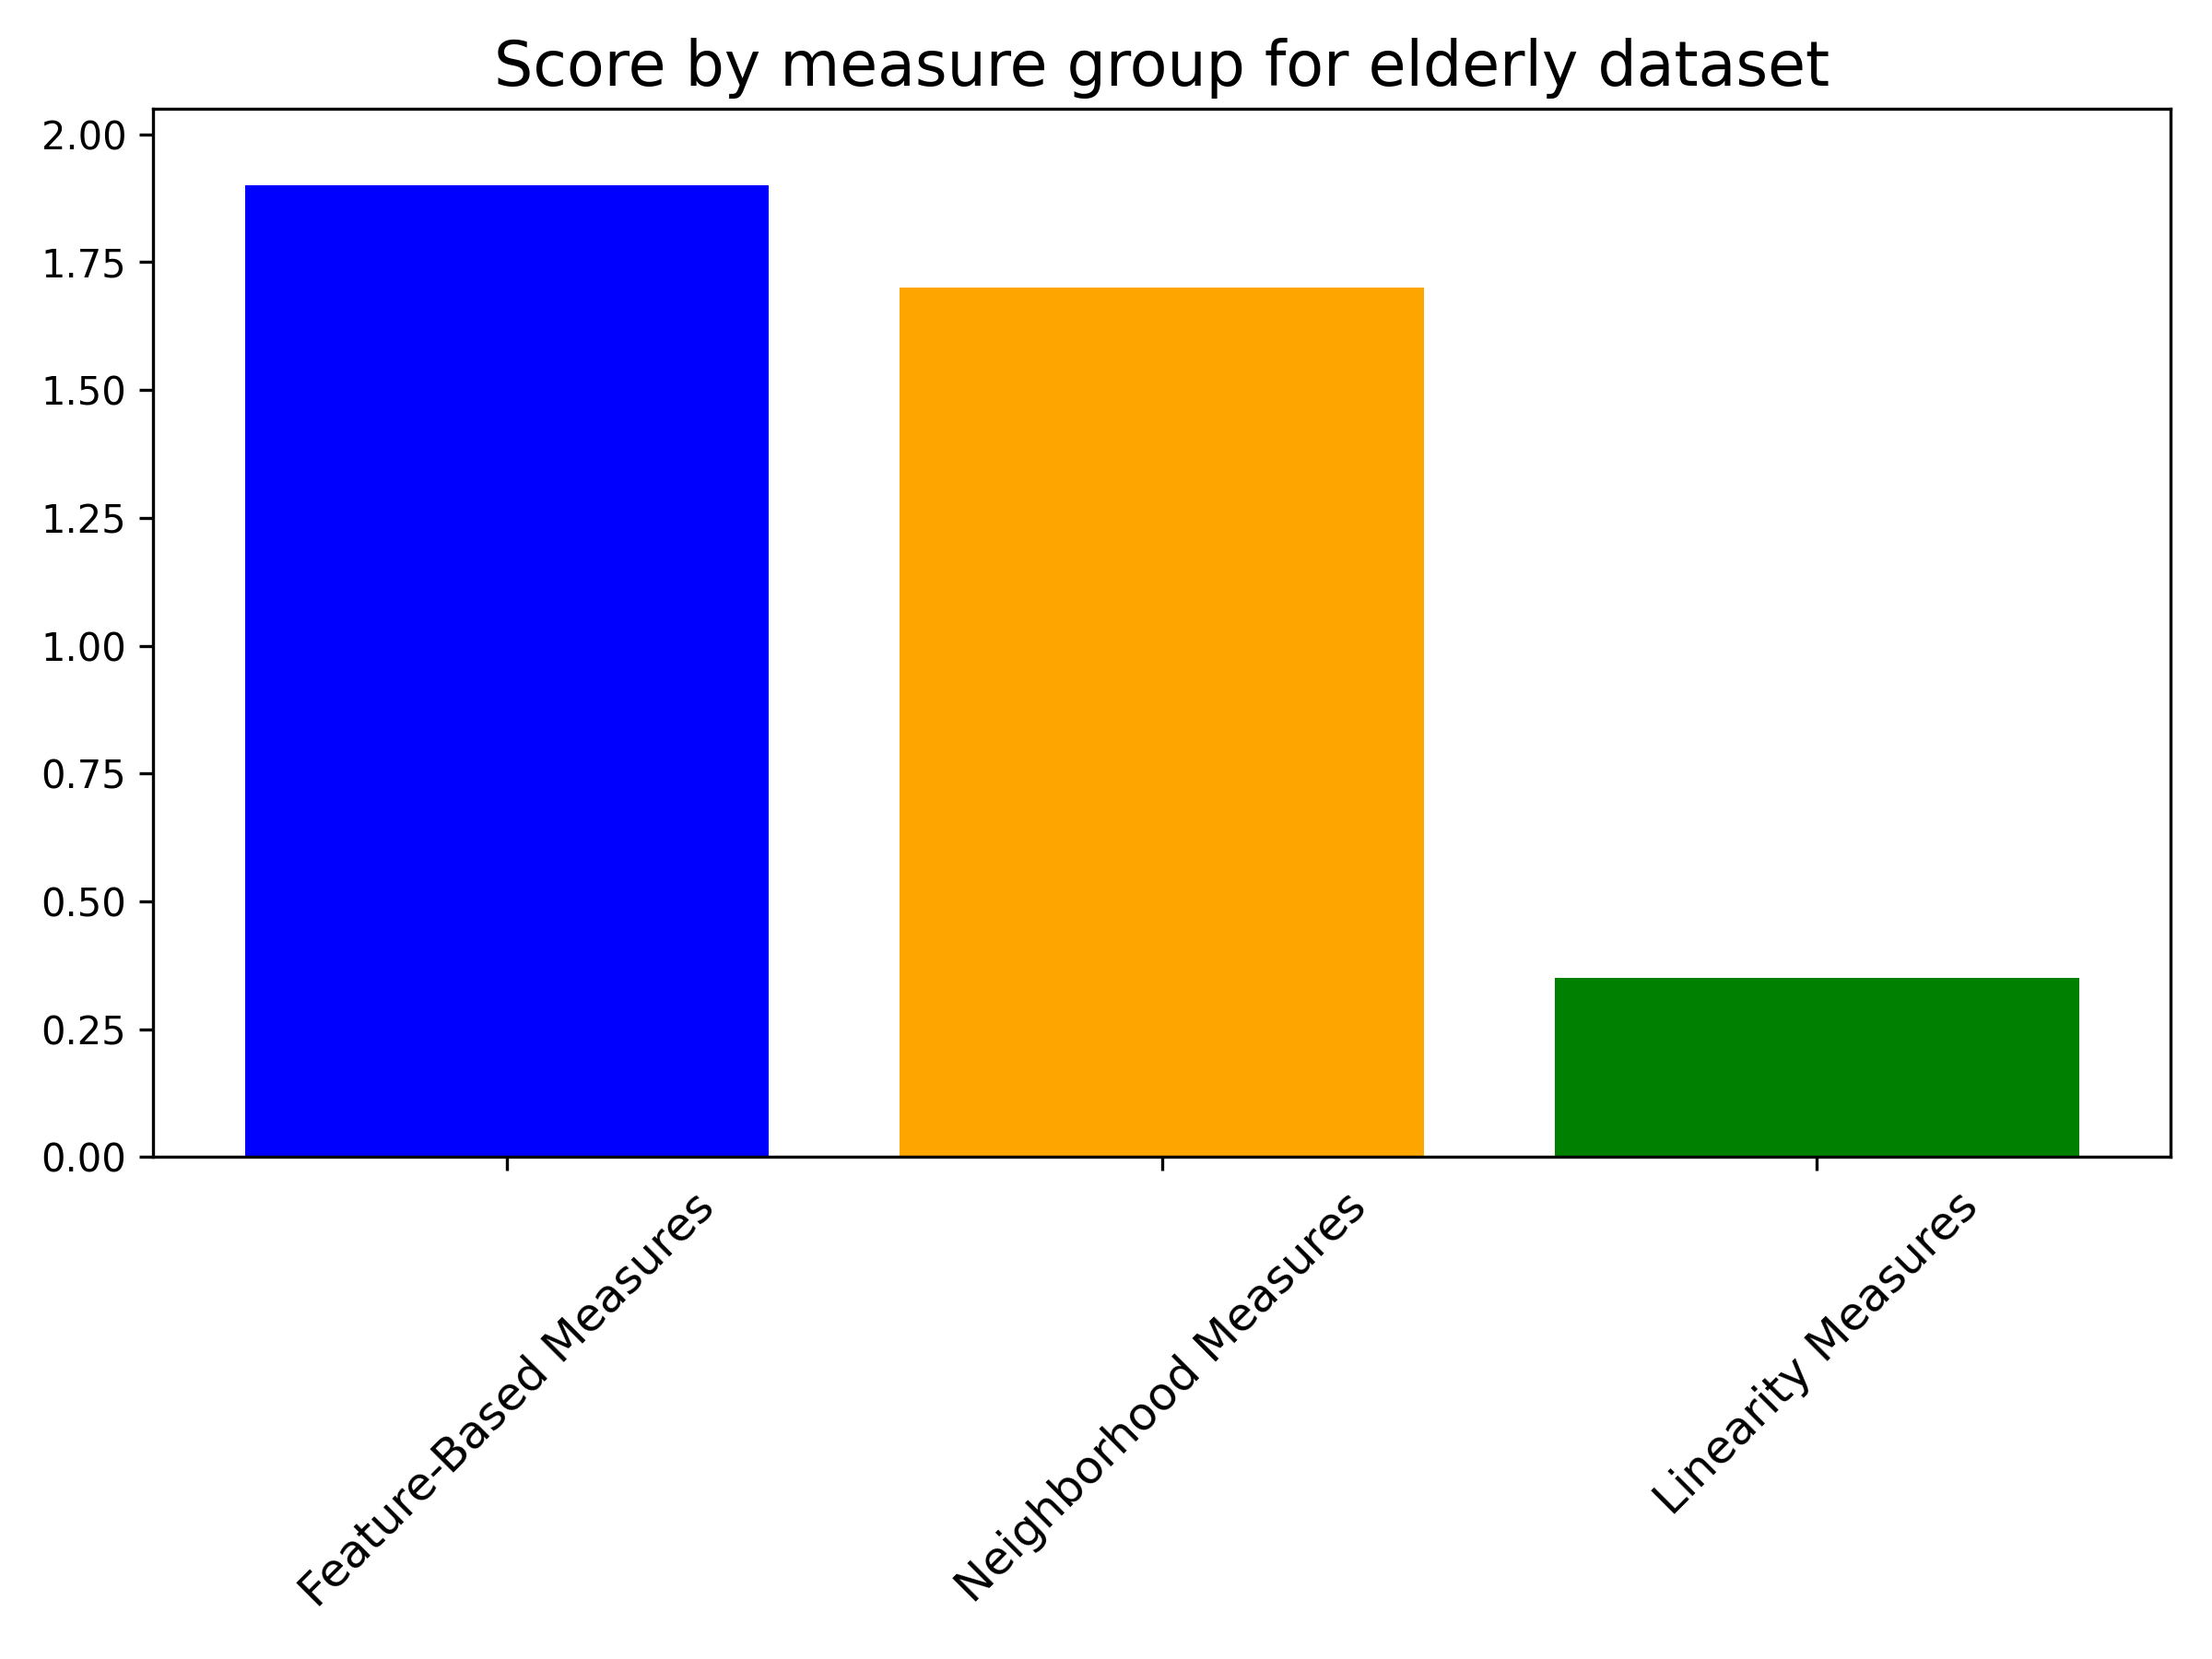 Score by measure group for elderly dataset
2.00
1.75
1.50
1.25
1.00
0.75
0.50
0.25
0.00
Feature-Based Measures
Neighborhood Measures
Linearity Measures